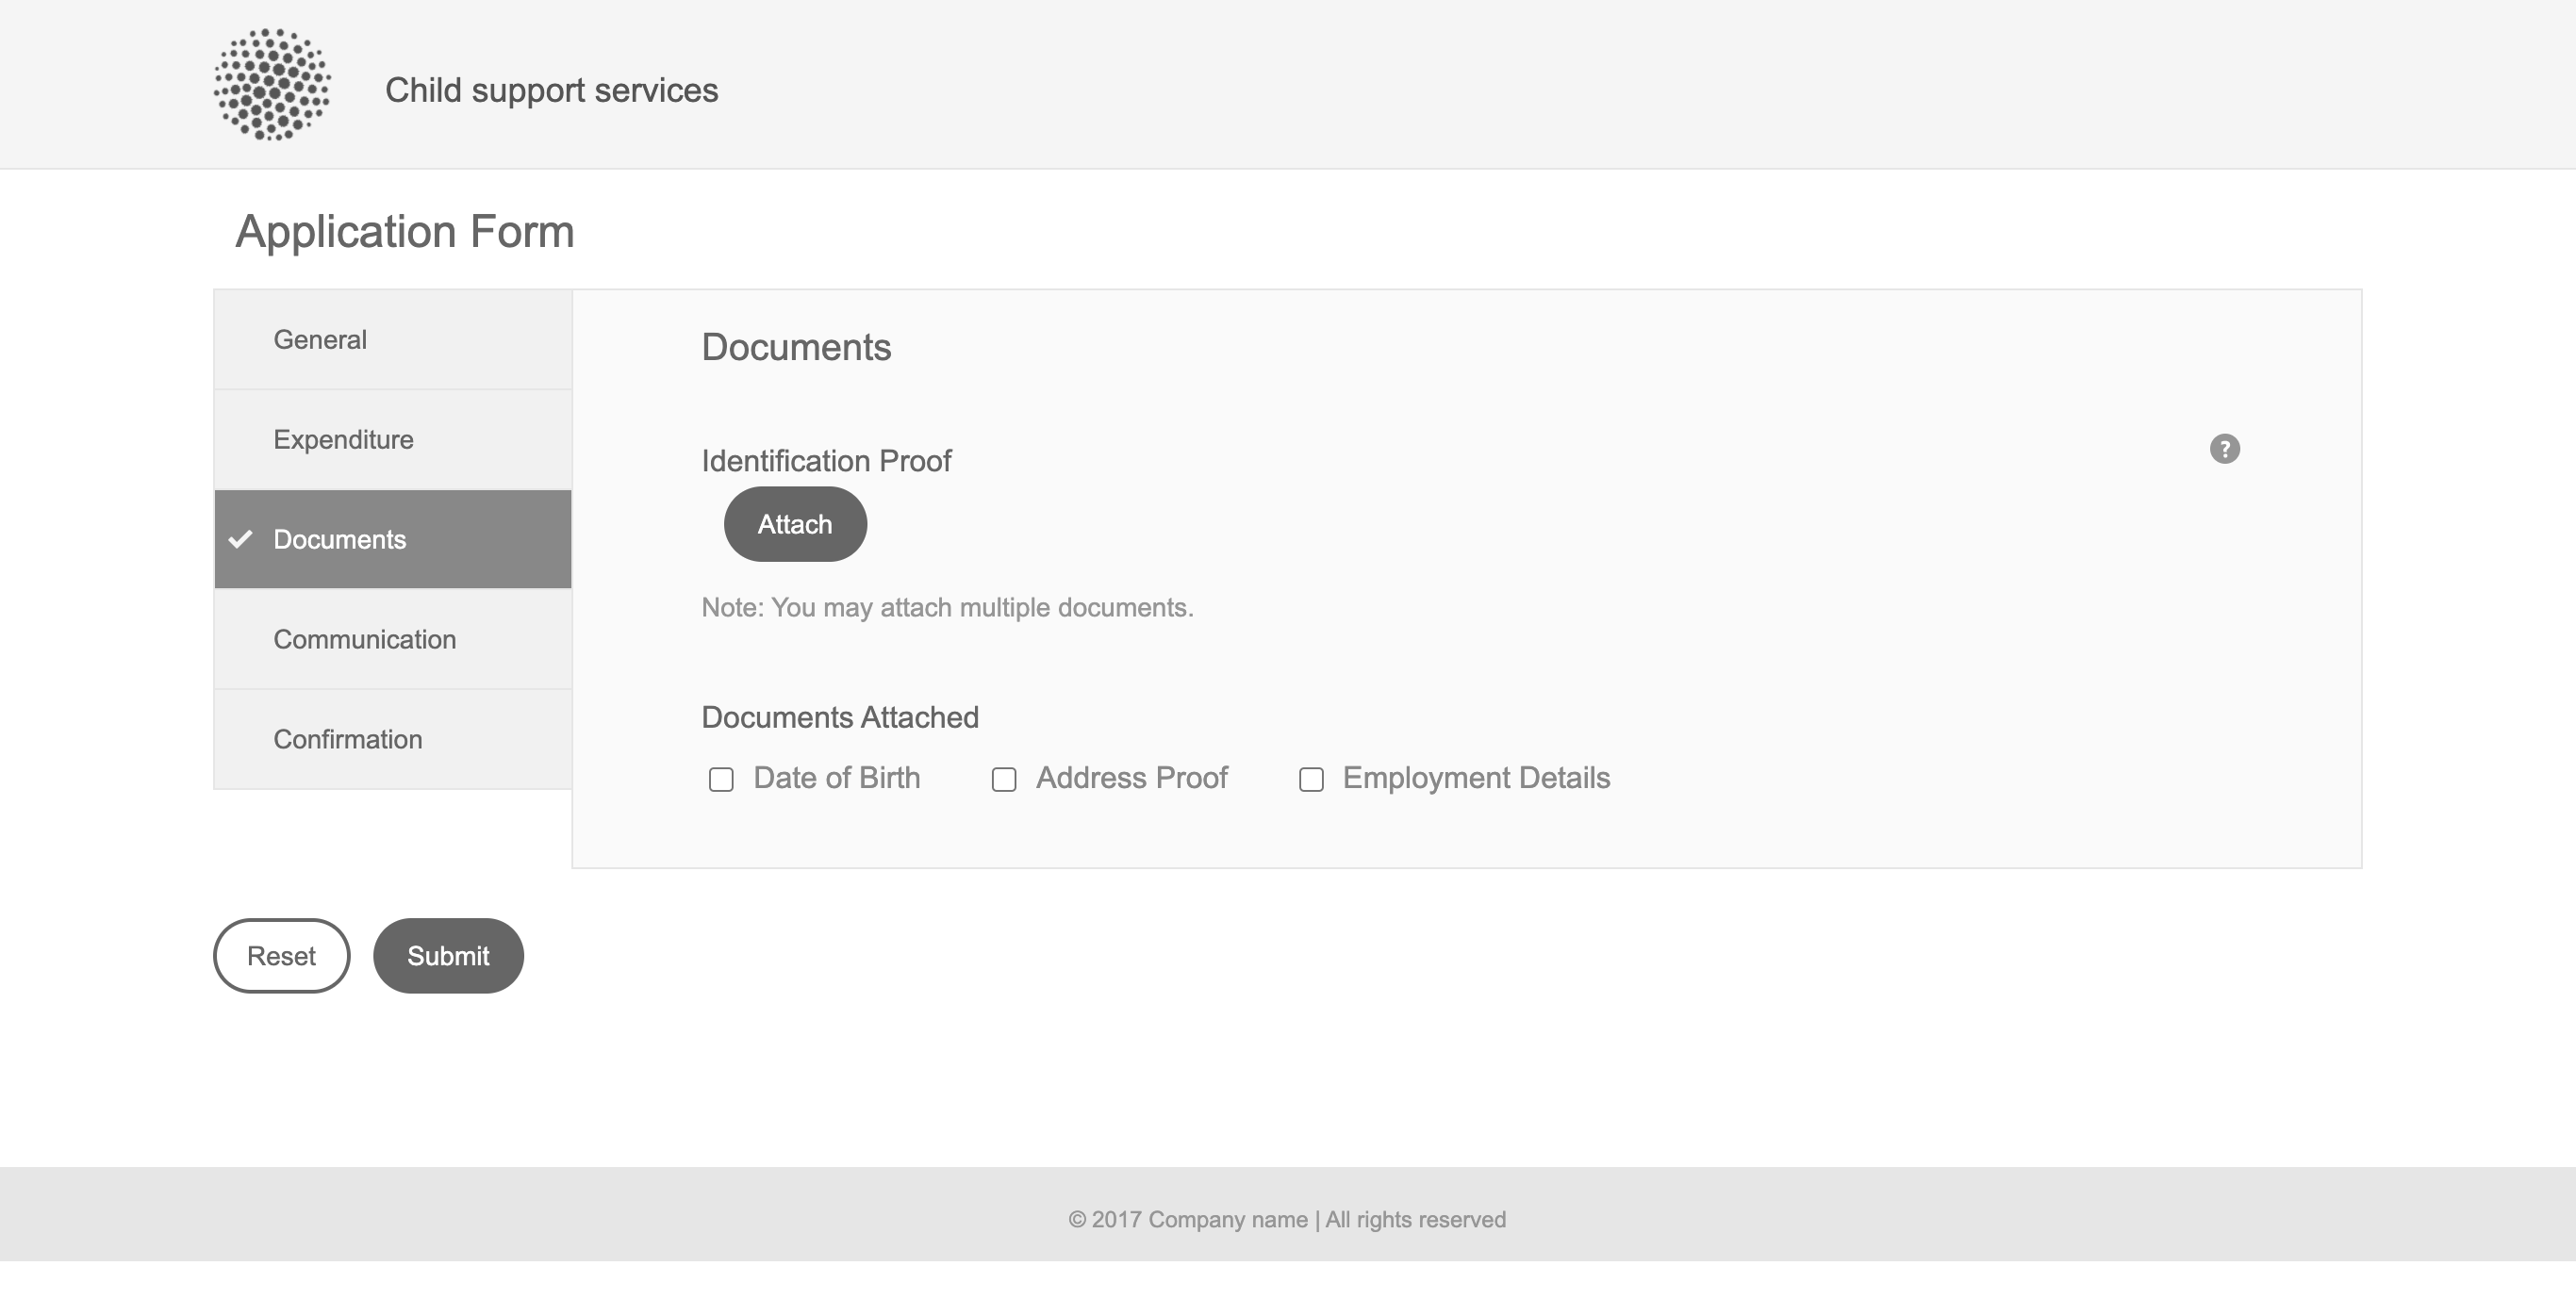 Child support services
Application Form
General
Expenditure
Documents
Communication
Confirmation
Documents
Identification Proof
?
Attach
Note: You may attach multiple documents.
Documents Attached
Date of Birth
Address Proof
Employment Details
Reset
Submit
© 2017 Company name | All rights reserved